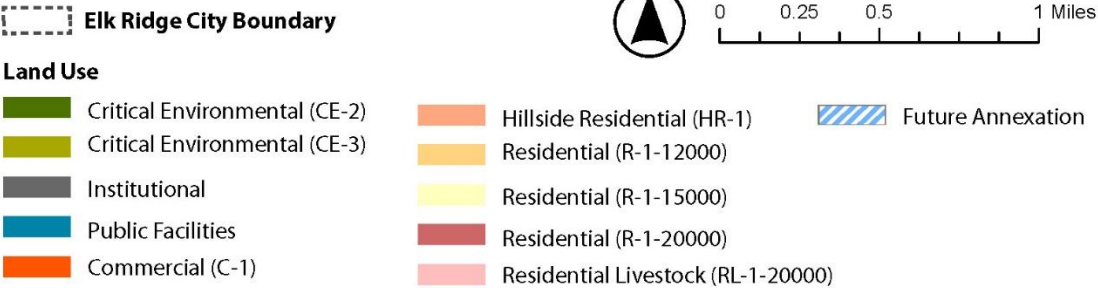 Elk Ridge City Boundary
0 0.25 0.5 1 Miles
Land Use
Critical Environmental (CE-2)
Critical Environmental (CE-3)
Institutional
Public Facilities
Commercial (C-1)
Hillside Residential (HR-1)
Residential (R-1-12000)
Residential (R-1-15000)
Residential (R-1-20000)
Residential Livestock (RL-1-20000)
Future Annexation